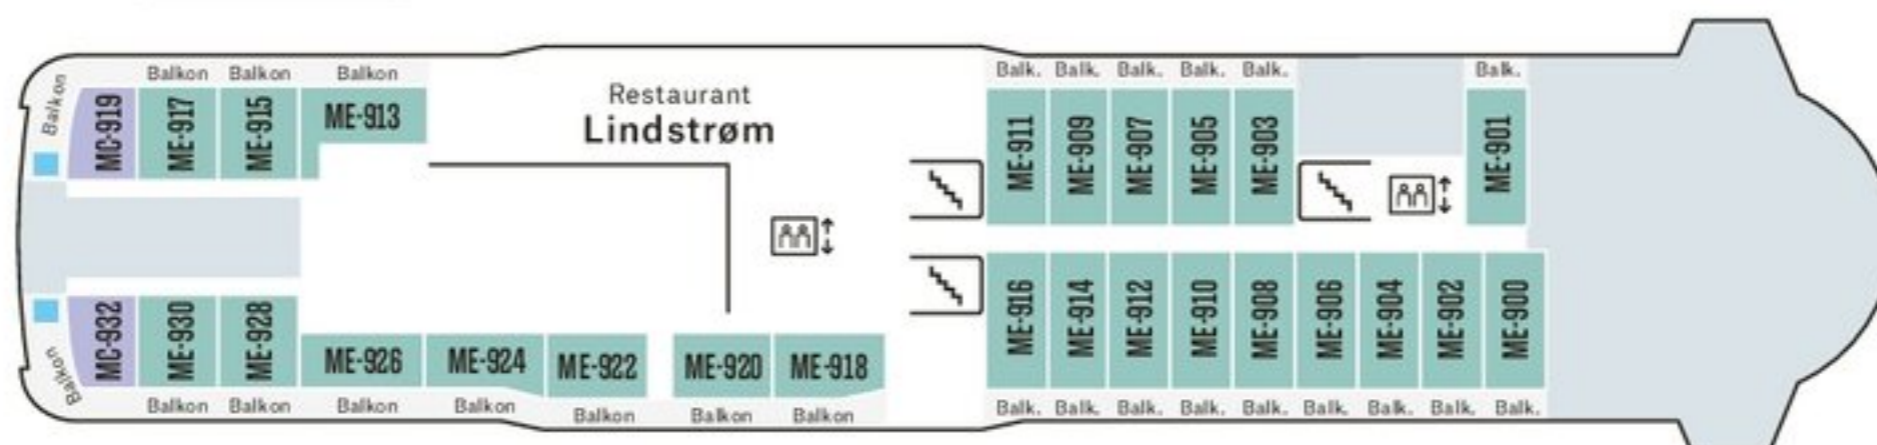 Balkon Balkon Balkon Balk. Balk. Balk. Balk. Balk. Balk.
Balkon
MC-919 ME-917 ME-915 ME-913
Restaurant
Lindstrøm
ME-911 ME-909 ME-907 ME-905 ME-903 ME-901
MC-932 ME-930 ME-928 ME-926 ME-924 ME-922 ME-920 ME-918
ME-916 ME-914 ME-912 ME-910 ME-908 ME-906 ME-904 ME-902 ME-900
Balkon
Balkon Balkon Balkon Balkon Balkon Balkon Balkon Balk. Balk. Balk. Balk. Balk. Balk. Balk. Balk. Balk.